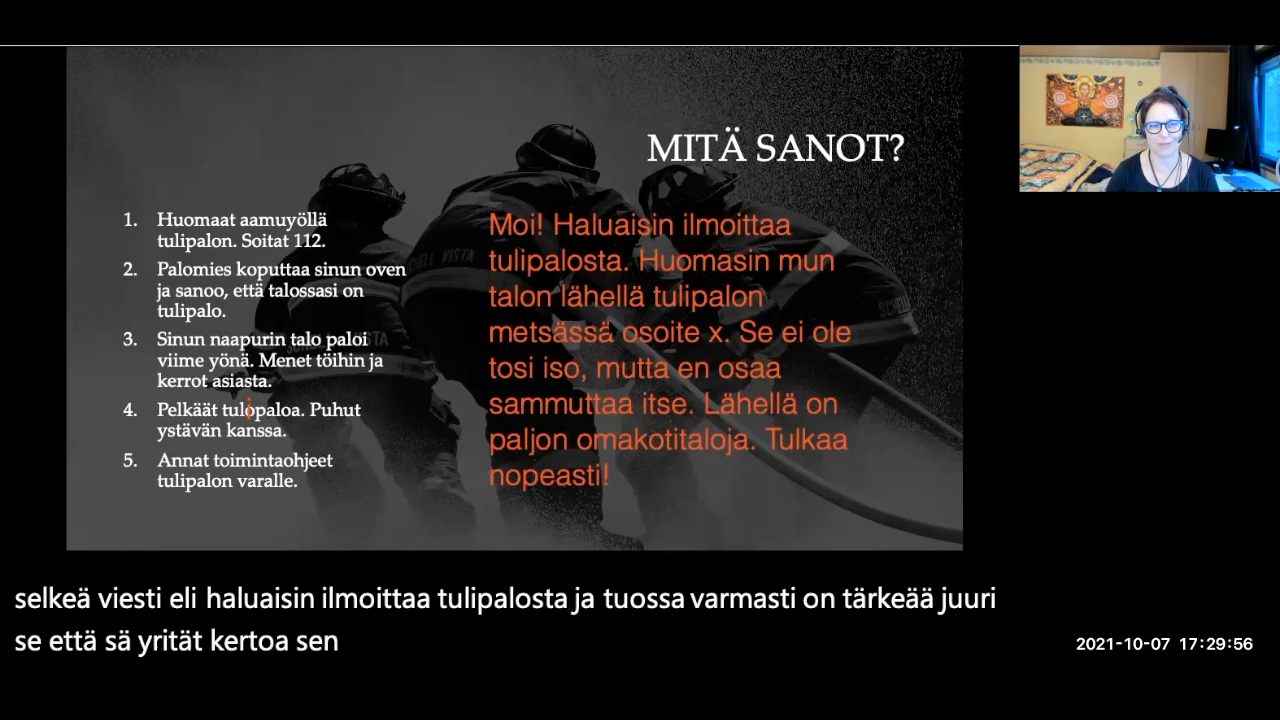 MITÄ SANOT?
1. Huomaat aamuyöllä
tulipalon. Soitat 112.
2. Palomies koputtaa sinun oven
ja sanoo, että talossasi on
tulipalo.
3. Sinun naapurin talo paloi
viime yönä. Menet töihin ja
kerrot asiasta.
4. Pelkäät tulopaloa. Puhut
ystävän kanssa.
5. Annat toimintaohjeet
tulipalon varalle.
Moi! Haluaisin ilmoittaa
tulipalosta. Huomasin mun
talon lähellä tulipalon
metsässä osoite x. Se ei ole
tosi iso, mutta en osaa
sammuttaa itse. Lähellä on
paljon omakotitaloja. Tulkaa
nopeasti!
selkeä viesti eli haluaisin ilmoittaa tulipalosta ja tuossa varmasti on tärkeää juuri
se että sä yrität kertoa sen
2021-10-07 17:29:56